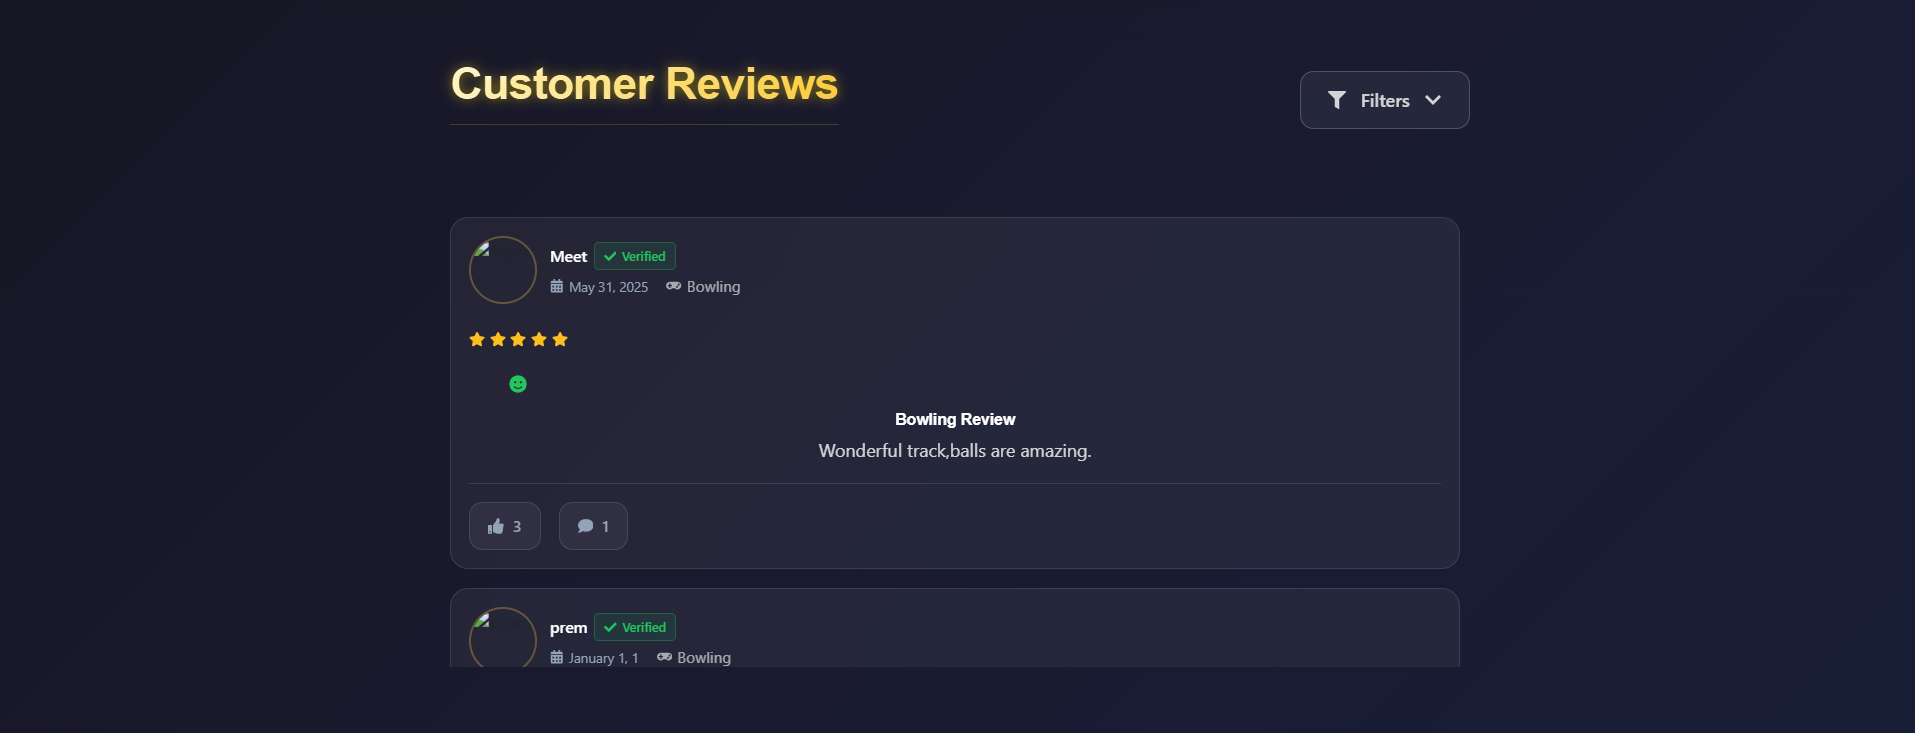 Customer Reviews
Filters
Meet Verified
May 31, 2025 Bowling
Bowling Review
Wonderful track,balls are amazing.
3 1
prem Verified
January 1, 1 Bowling